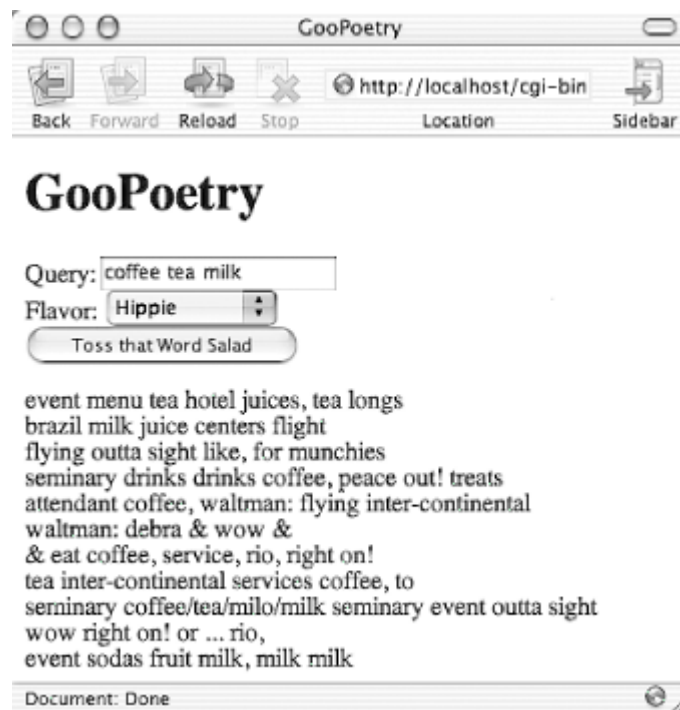 GooPoetry
http://localhost/cgi-bin
Back Forward Reload Stop Location Sidebar
GooPoetry
Query: coffee tea milk
Flavor: Hippie
Toss that Word Salad
event menu tea hotel juices, tea longs
brazil milk juice centers flight
flying outta sight like, for munchies
seminary drinks drinks coffee, peace out! treats
attendant coffee, waltman: flying inter-continental
waltman: debra & wow &
& eat coffee, service, rio, right on!
tea inter-continental services coffee, to
seminary coffee/tea/milo/milk seminary event outta sight
wow right on! or ... rio,
event sodas fruit milk, milk milk
Document: Done